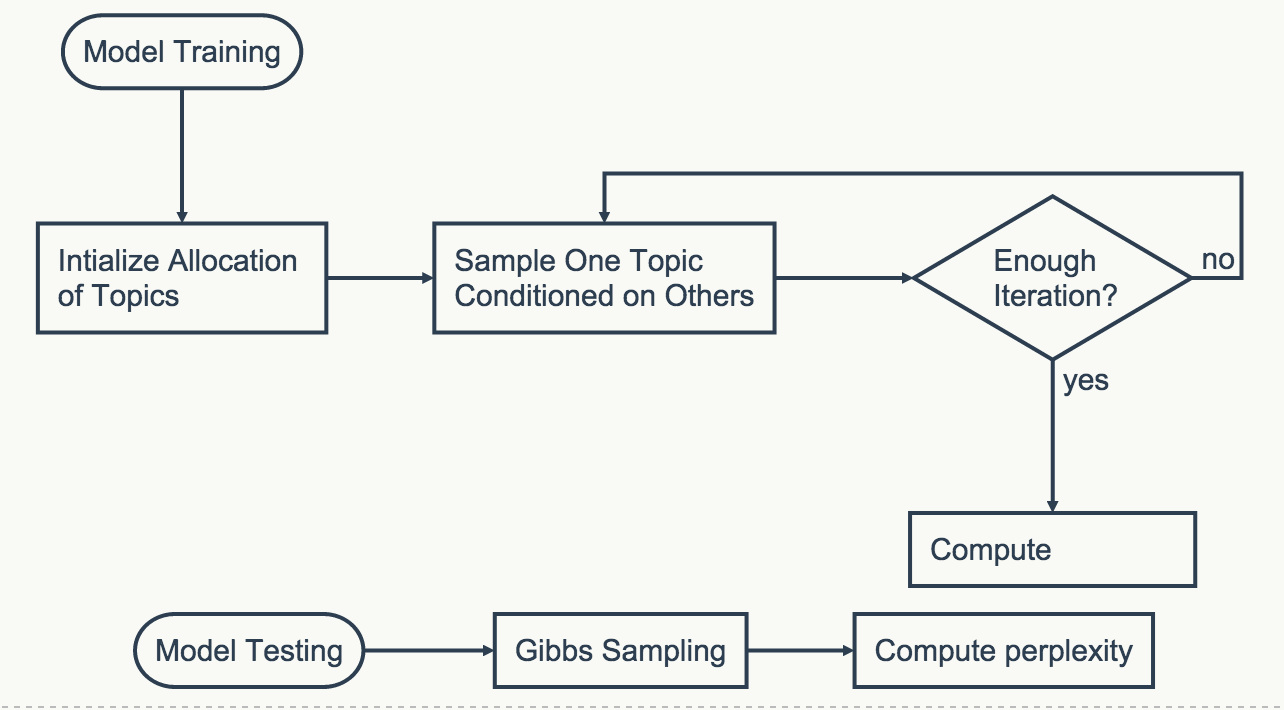 Model Training
Intialize Allocation
of Topics
Sample One Topic
Conditioned on Others
Enough
Iteration?
no
yes
Compute
Model Testing
Gibbs Sampling
Compute perplexity